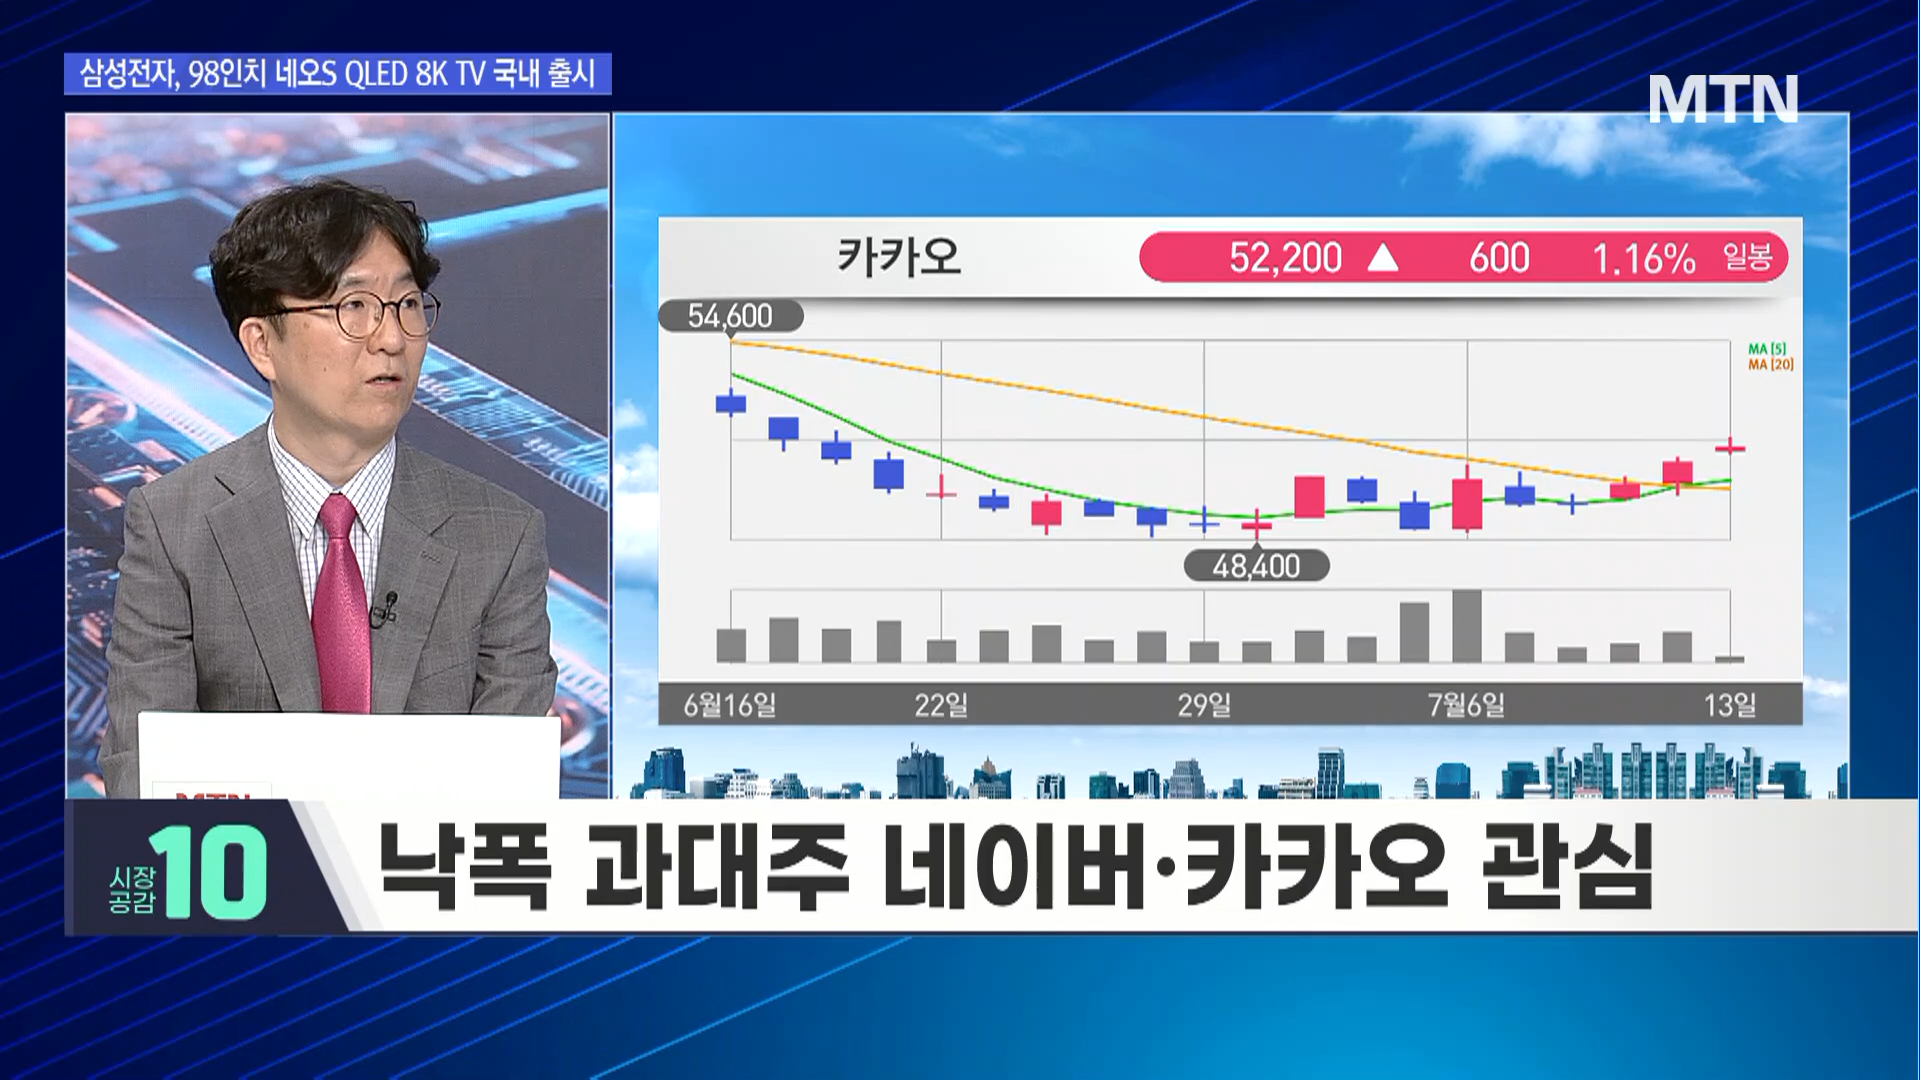 삼성전자, 98인치 네오S QLED 8K TV 국내 출시
MTN
카카오
52,200 ▲ 600 1.16% 일봉
54,600
MA [5]
MA [20]
48,400
6월16일 22일 29일 7월6일 13일
시장
공감
10
낙폭 과대주 네이버·카카오 관심